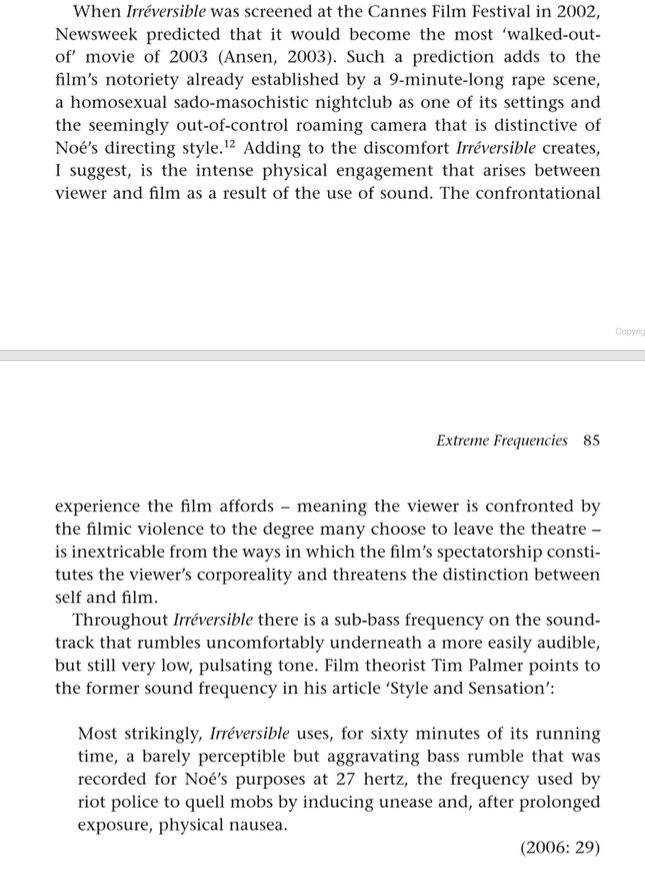 When Irréversible was screened at the Cannes Film Festival in 2002,
Newsweek predicted that it would become the most ‘walked-out-
of’ movie of 2003 (Ansen, 2003). Such a prediction adds to the
film’s notoriety already established by a 9-minute-long rape scene,
a homosexual sado-masochistic nightclub as one of its settings and
the seemingly out-of-control roaming camera that is distinctive of
Noé’s directing style.¹² Adding to the discomfort Irréversible creates,
I suggest, is the intense physical engagement that arises between
viewer and film as a result of the use of sound. The confrontational
Copyrig
Extreme Frequencies 85
experience the film affords – meaning the viewer is confronted by
the filmic violence to the degree many choose to leave the theatre –
is inextricable from the ways in which the film’s spectatorship consti-
tutes the viewer’s corporeality and threatens the distinction between
self and film.
Throughout Irréversible there is a sub-bass frequency on the sound-
track that rumbles uncomfortably underneath a more easily audible,
but still very low, pulsating tone. Film theorist Tim Palmer points to
the former sound frequency in his article ‘Style and Sensation’:
Most strikingly, Irréversible uses, for sixty minutes of its running
time, a barely perceptible but aggravating bass rumble that was
recorded for Noé’s purposes at 27 hertz, the frequency used by
riot police to quell mobs by inducing unease and, after prolonged
exposure, physical nausea.
(2006: 29)